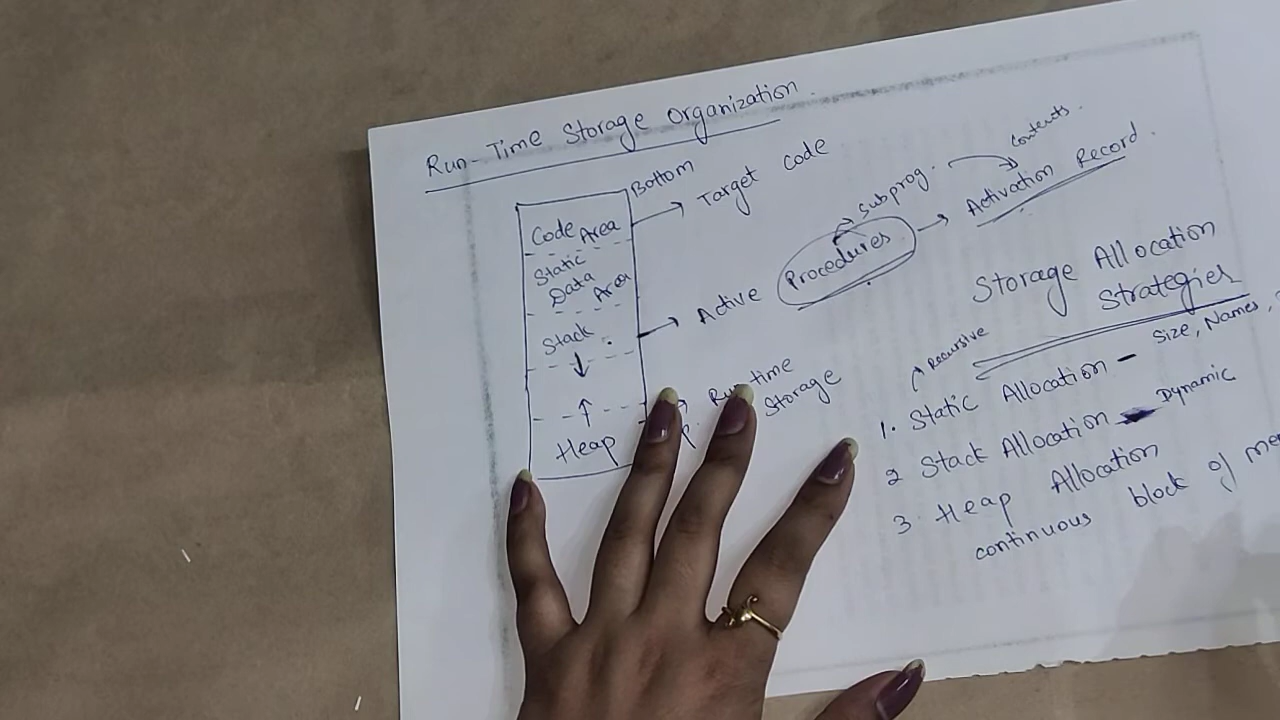 Run-Time Storage Organization.
Bottom
Code Area
Static
Data
Area
Stack
Heap
Target code
Active Procedures
subprog.
contents.
Activation Record.
Storage
Storage Allocation
Strategies
Recursive
1. Static Allocation - Size, Names,
2 Stack Allocation - Dynamic
3. Heap Allocation
continuous block of